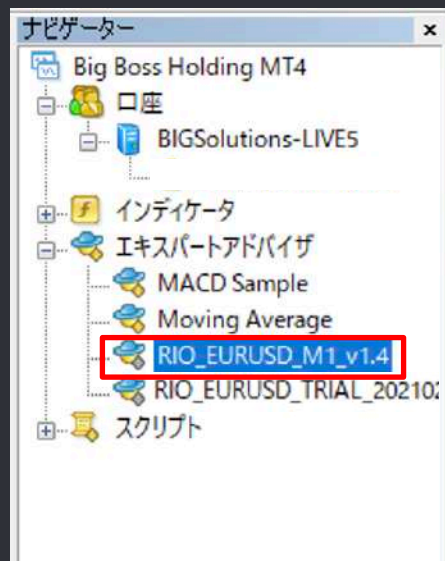 ナビゲーター
Big Boss Holding MT4
口座
BIGSolutions-LIVE5
インディケータ
エキスパートアドバイザ
MACD Sample
Moving Average
RIO_EURUSD_M1_v1.4
RIO_EURUSD_TRIAL_202102
スクリプト